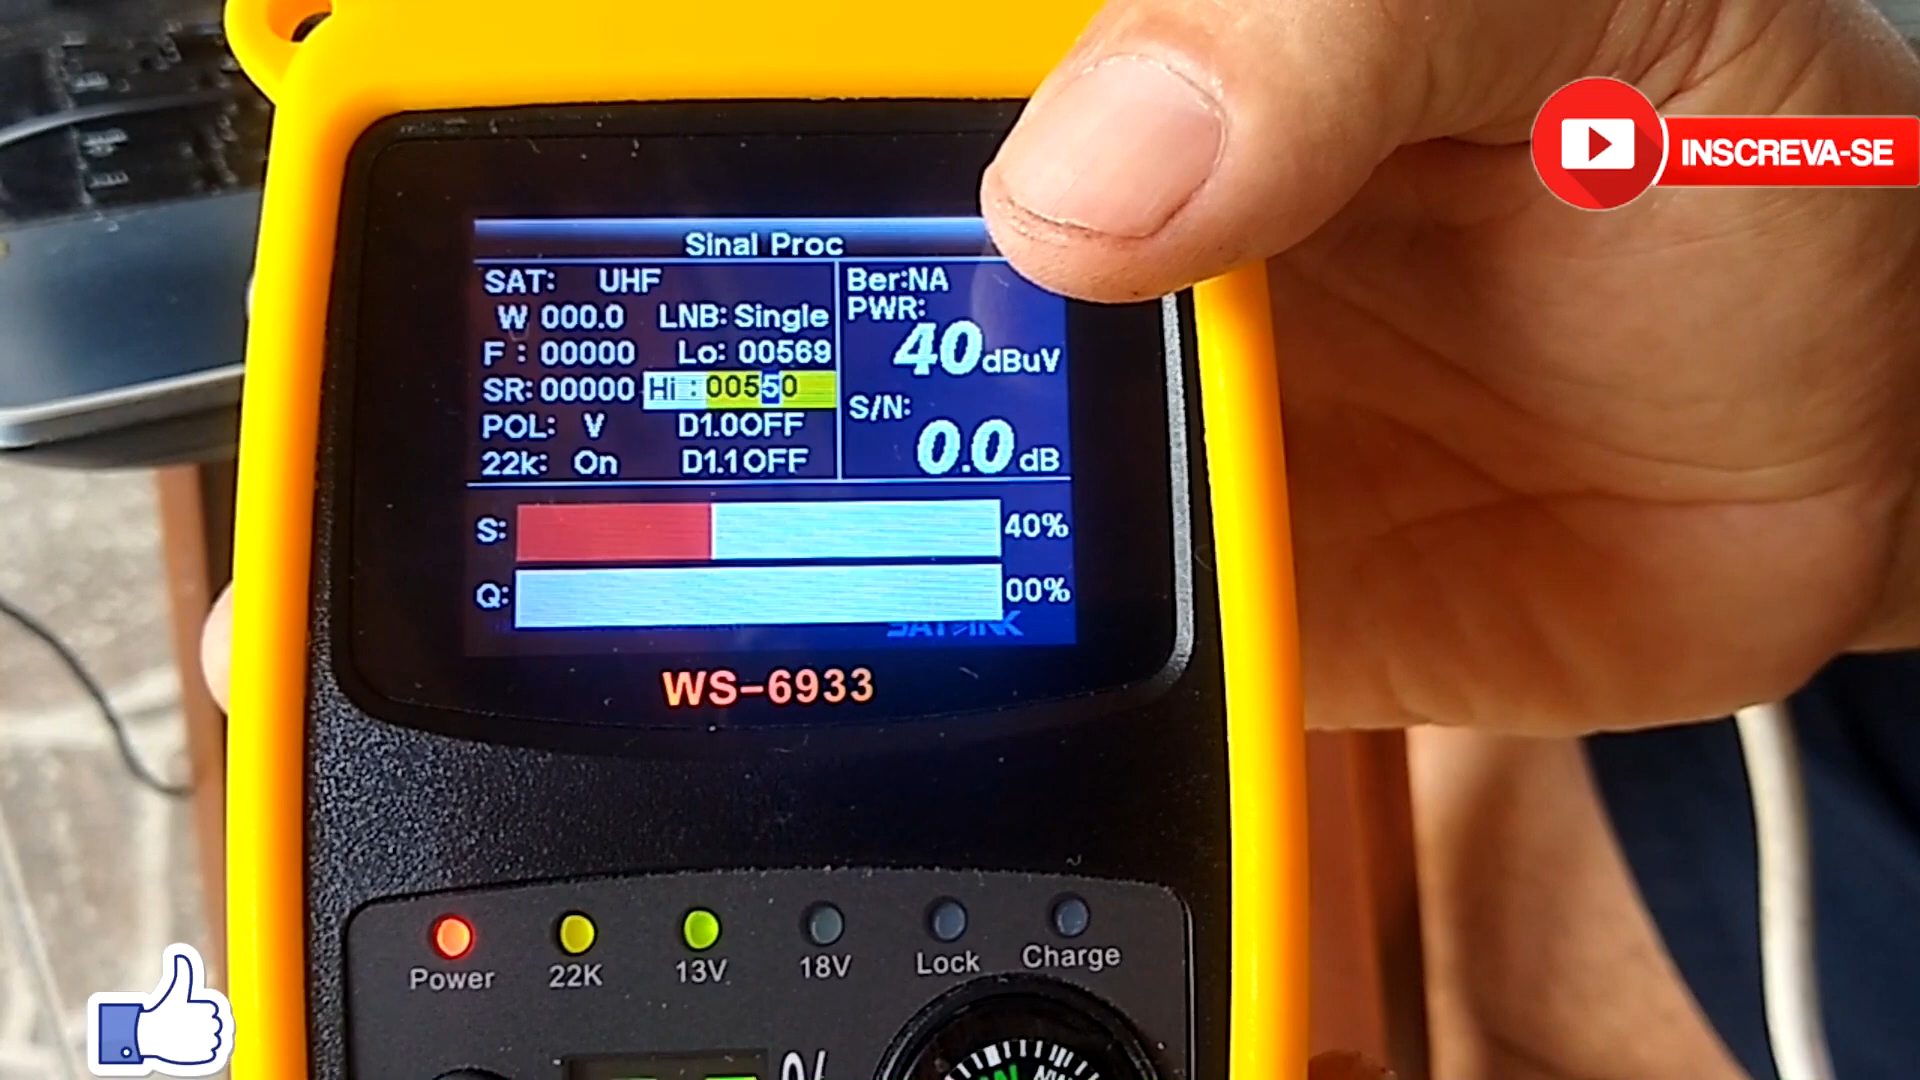 INSCREVA-SE
Sinal Proc
SAT: UHF
W 000.0 LNB: Single
F : 00000 Lo: 00569
SR: 00000 Hi : 00550
POL: V D1.0OFF
22k: On D1.1OFF
Ber:NA
PWR:
40dBuV
S/N:
0.0 dB
S: 40%
Q: 00%
SATLINK
WS-6933
Power 22K 13V 18V Lock Charge